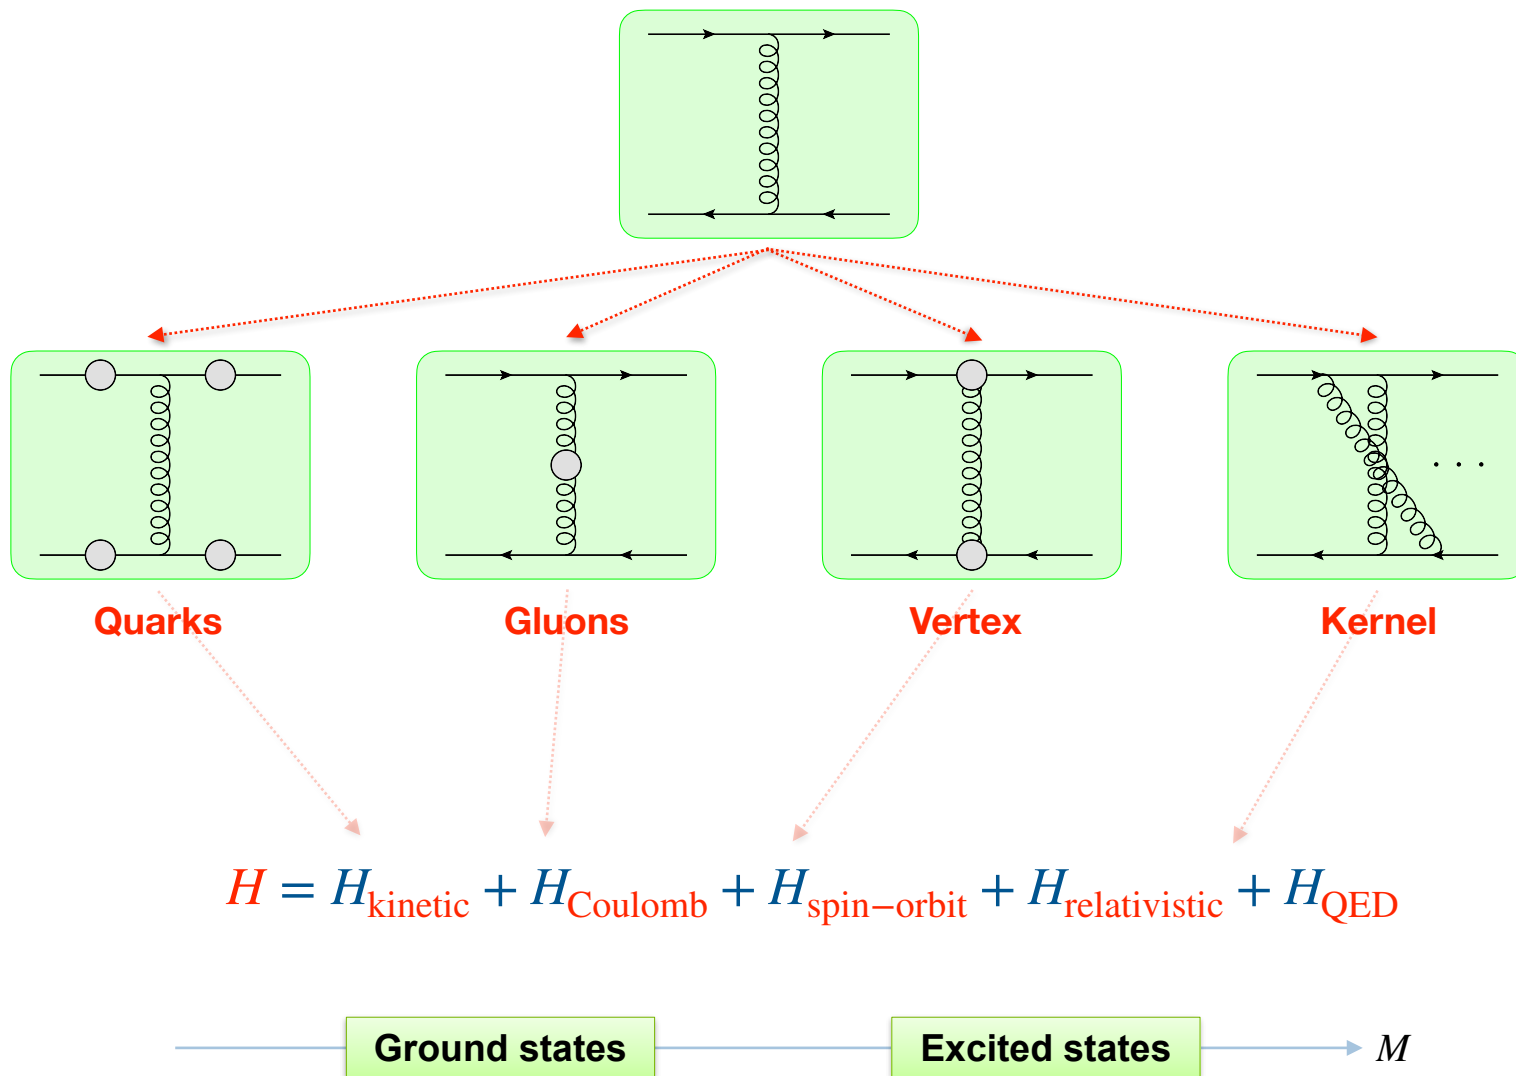 . . .
Quarks Gluons Vertex Kernel
H = H_kinetic + H_Coulomb + H_spin−orbit + H_relativistic + H_QED
Ground states Excited states M